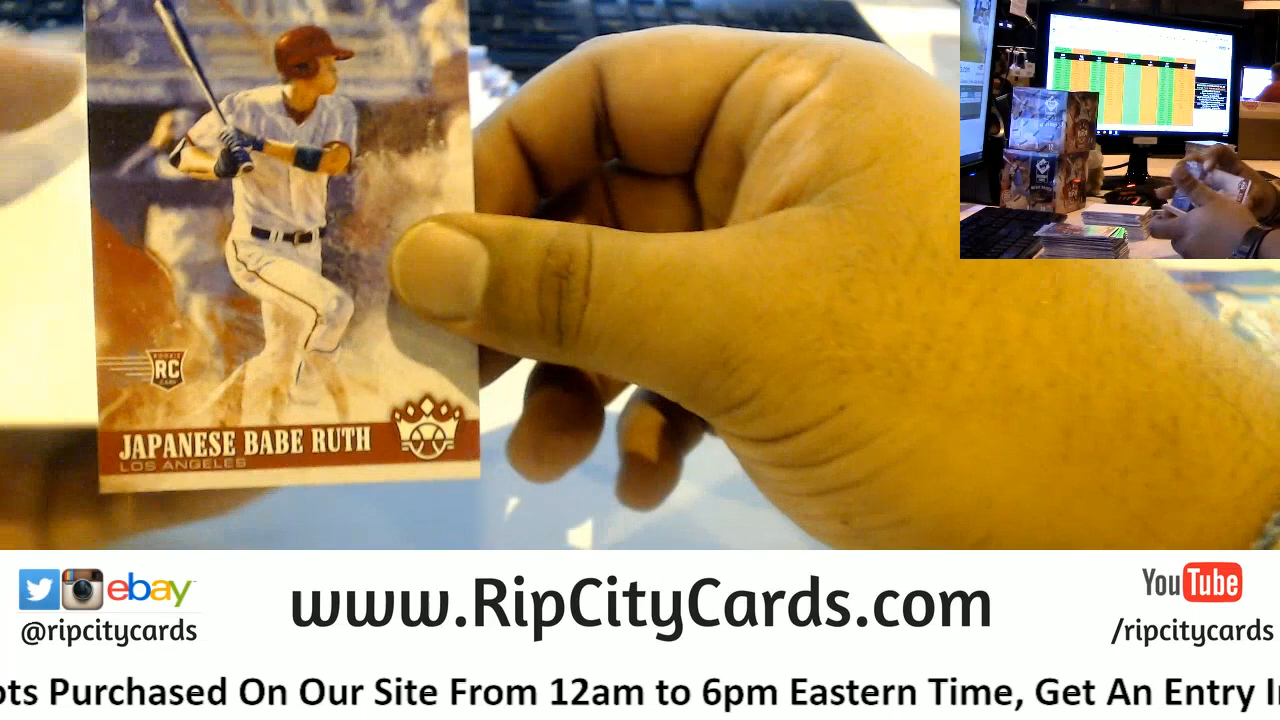 ROOKIE
RC
CARD
JAPANESE BABE RUTH
LOS ANGELES
ebay
@ripcitycards
www.RipCityCards.com
YouTube
/ripcitycards
ots Purchased On Our Site From 12am to 6pm Eastern Time, Get An Entry I